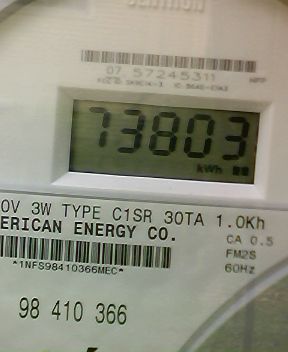 CENTRON
07 57245311
73803
kWh
0V 3W TYPE C1SR 30TA 1.0Kh
ERICAN ENERGY CO.
CA 0.5
*1NFS98410366MEC*
FM2S
60Hz
98 410 366